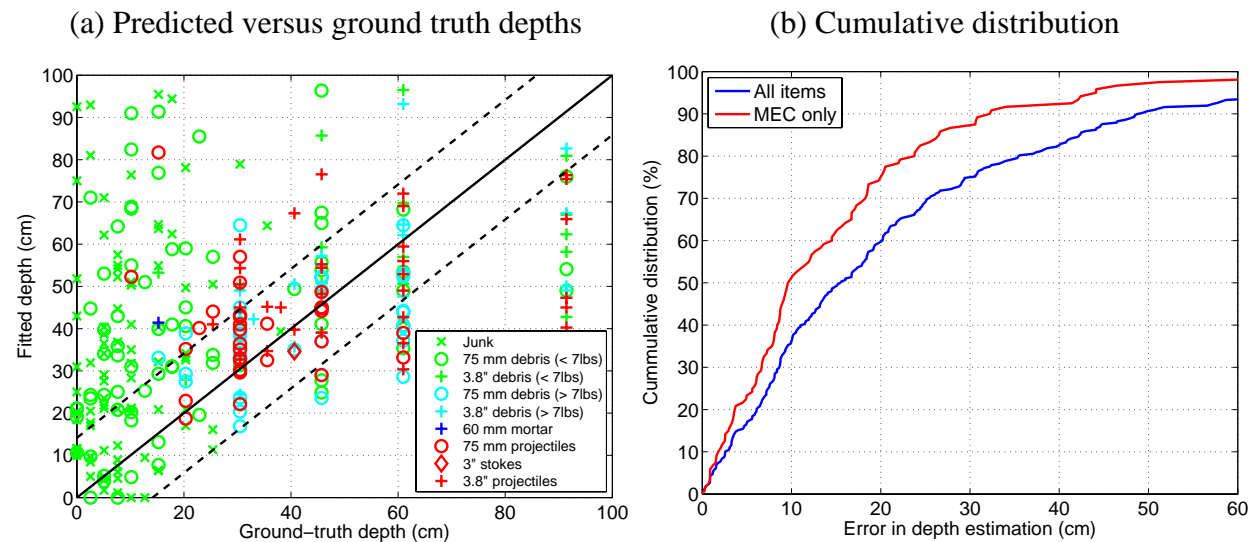 (a) Predicted versus ground truth depths
100
90
80
70
60
50
40
30
20
10
0
Fitted depth (cm)
0 20 40 60 80 100
Ground−truth depth (cm)
Junk
75 mm debris (< 7lbs)
3.8" debris (< 7lbs)
75 mm debris (> 7lbs)
3.8" debris (> 7lbs)
60 mm mortar
75 mm projectiles
3" stokes
3.8" projectiles
(b) Cumulative distribution
100
90
80
70
60
50
40
30
20
10
0
Cummulative distribution (%)
0 10 20 30 40 50 60
Error in depth estimation (cm)
All items
MEC only